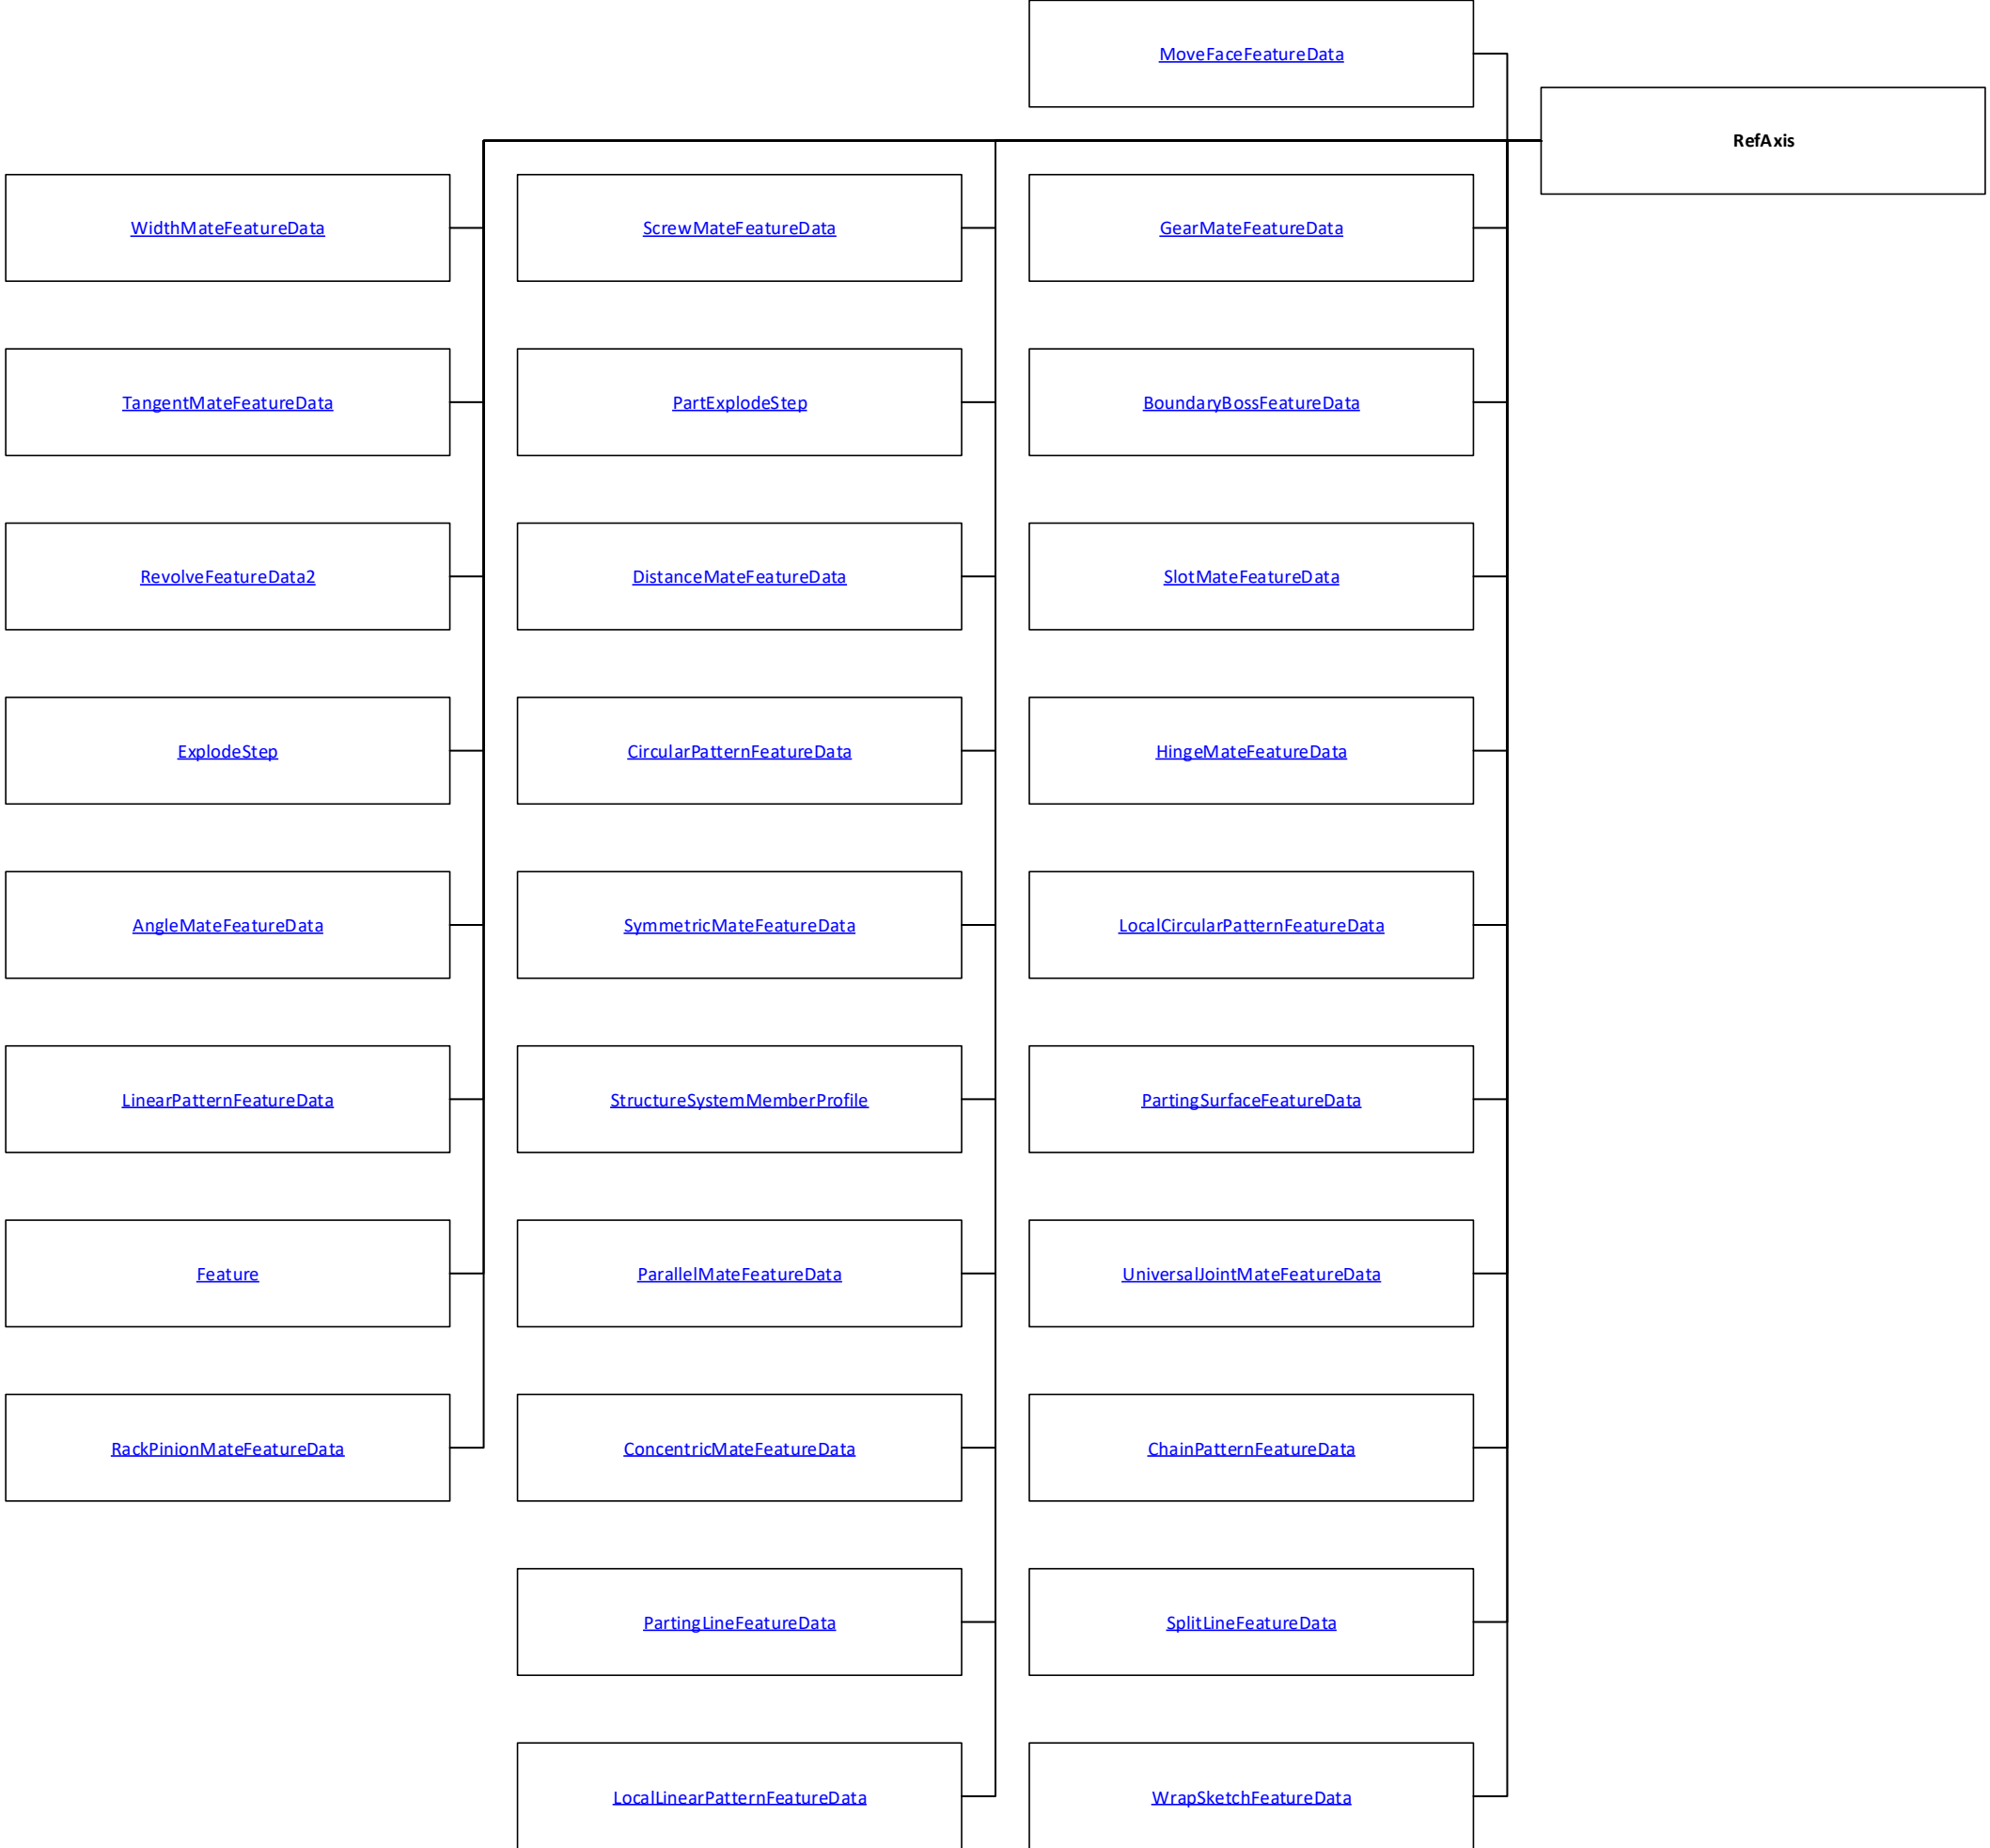 MoveFaceFeatureData
RefAxis
WidthMateFeatureData
ScrewMateFeatureData
GearMateFeatureData
TangentMateFeatureData
PartExplodeStep
BoundaryBossFeatureData
RevolveFeatureData2
DistanceMateFeatureData
SlotMateFeatureData
ExplodeStep
CircularPatternFeatureData
HingeMateFeatureData
AngleMateFeatureData
SymmetricMateFeatureData
LocalCircularPatternFeatureData
LinearPatternFeatureData
StructureSystemMemberProfile
PartingSurfaceFeatureData
Feature
ParallelMateFeatureData
UniversalJointMateFeatureData
RackPinionMateFeatureData
ConcentricMateFeatureData
ChainPatternFeatureData
PartingLineFeatureData
SplitLineFeatureData
LocalLinearPatternFeatureData
WrapSketchFeatureData